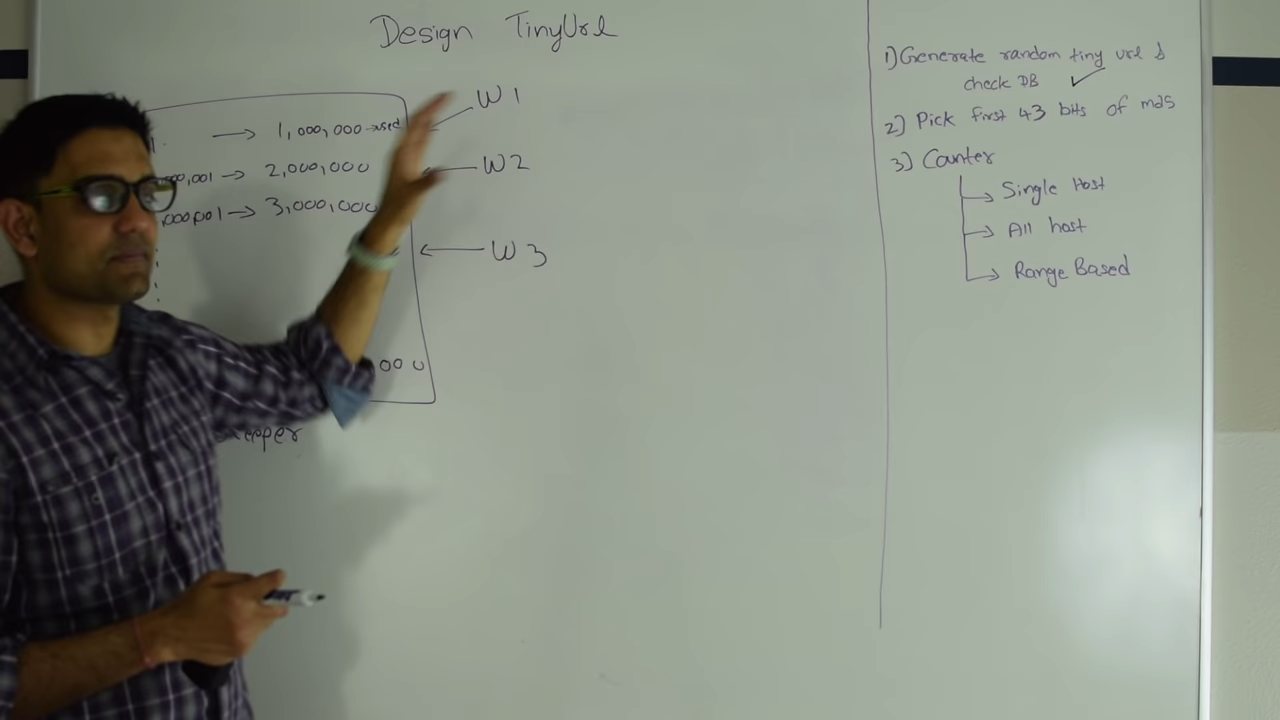 Design TinyUrl
→ 1,000,000 → used
000,001 → 2,000,000
,000,001 → 3,000,000
000
eeper
W1
W2
W3
1) Generate random tiny url &
check DB ✓
2) Pick first 43 bits of md5
3) Counter
→ Single Host
→ All host
→ Range Based